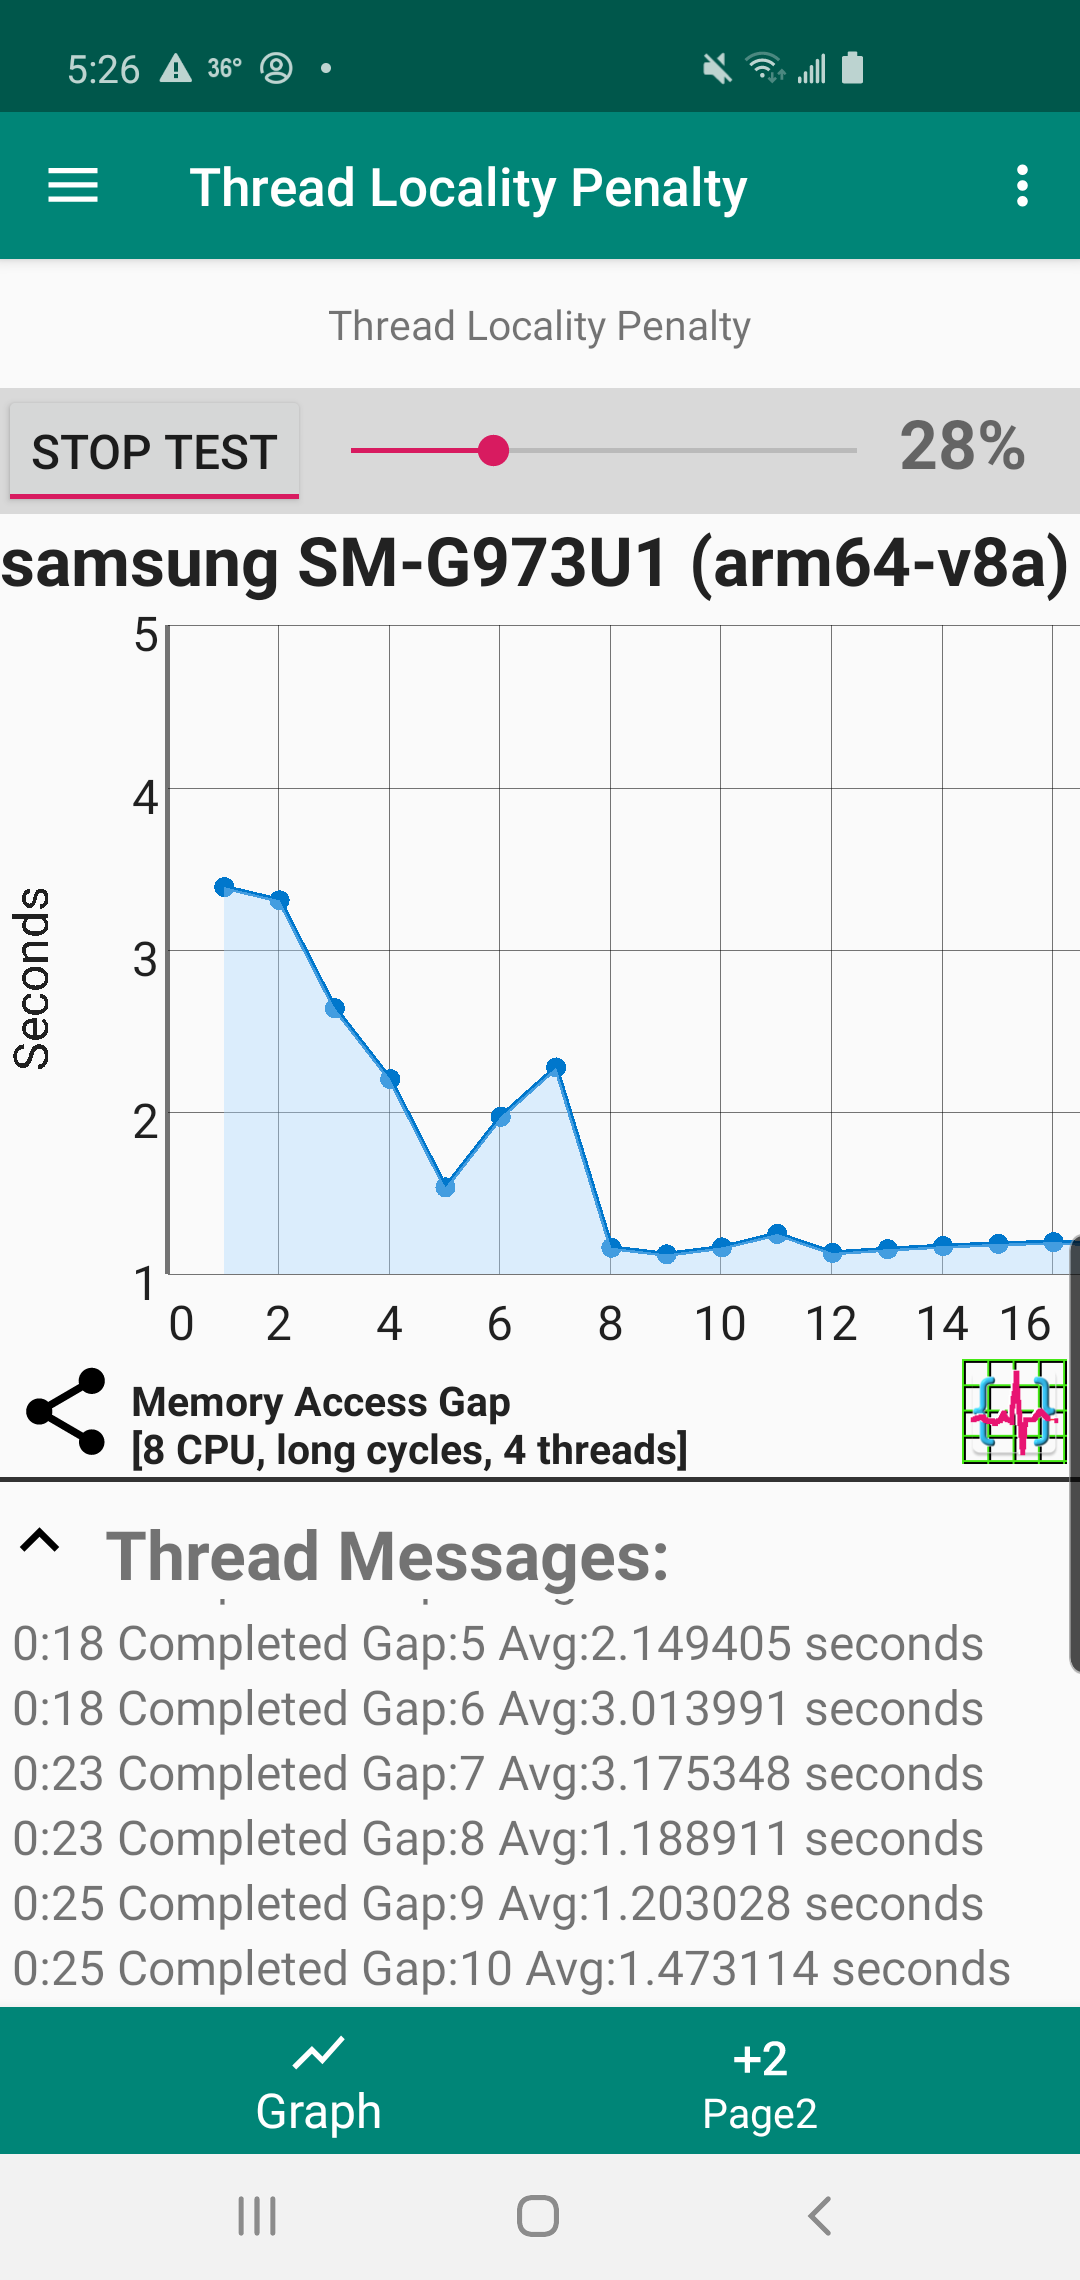 5:26 36°
Thread Locality Penalty
Thread Locality Penalty
STOP TEST 28%
samsung SM-G973U1 (arm64-v8a)
5
4
3
2
1
Seconds
0 2 4 6 8 10 12 14 16
Memory Access Gap
[8 CPU, long cycles, 4 threads]
Thread Messages:
0:18 Completed Gap:5 Avg:2.149405 seconds
0:18 Completed Gap:6 Avg:3.013991 seconds
0:23 Completed Gap:7 Avg:3.175348 seconds
0:23 Completed Gap:8 Avg:1.188911 seconds
0:25 Completed Gap:9 Avg:1.203028 seconds
0:25 Completed Gap:10 Avg:1.473114 seconds
Graph
+2
Page2